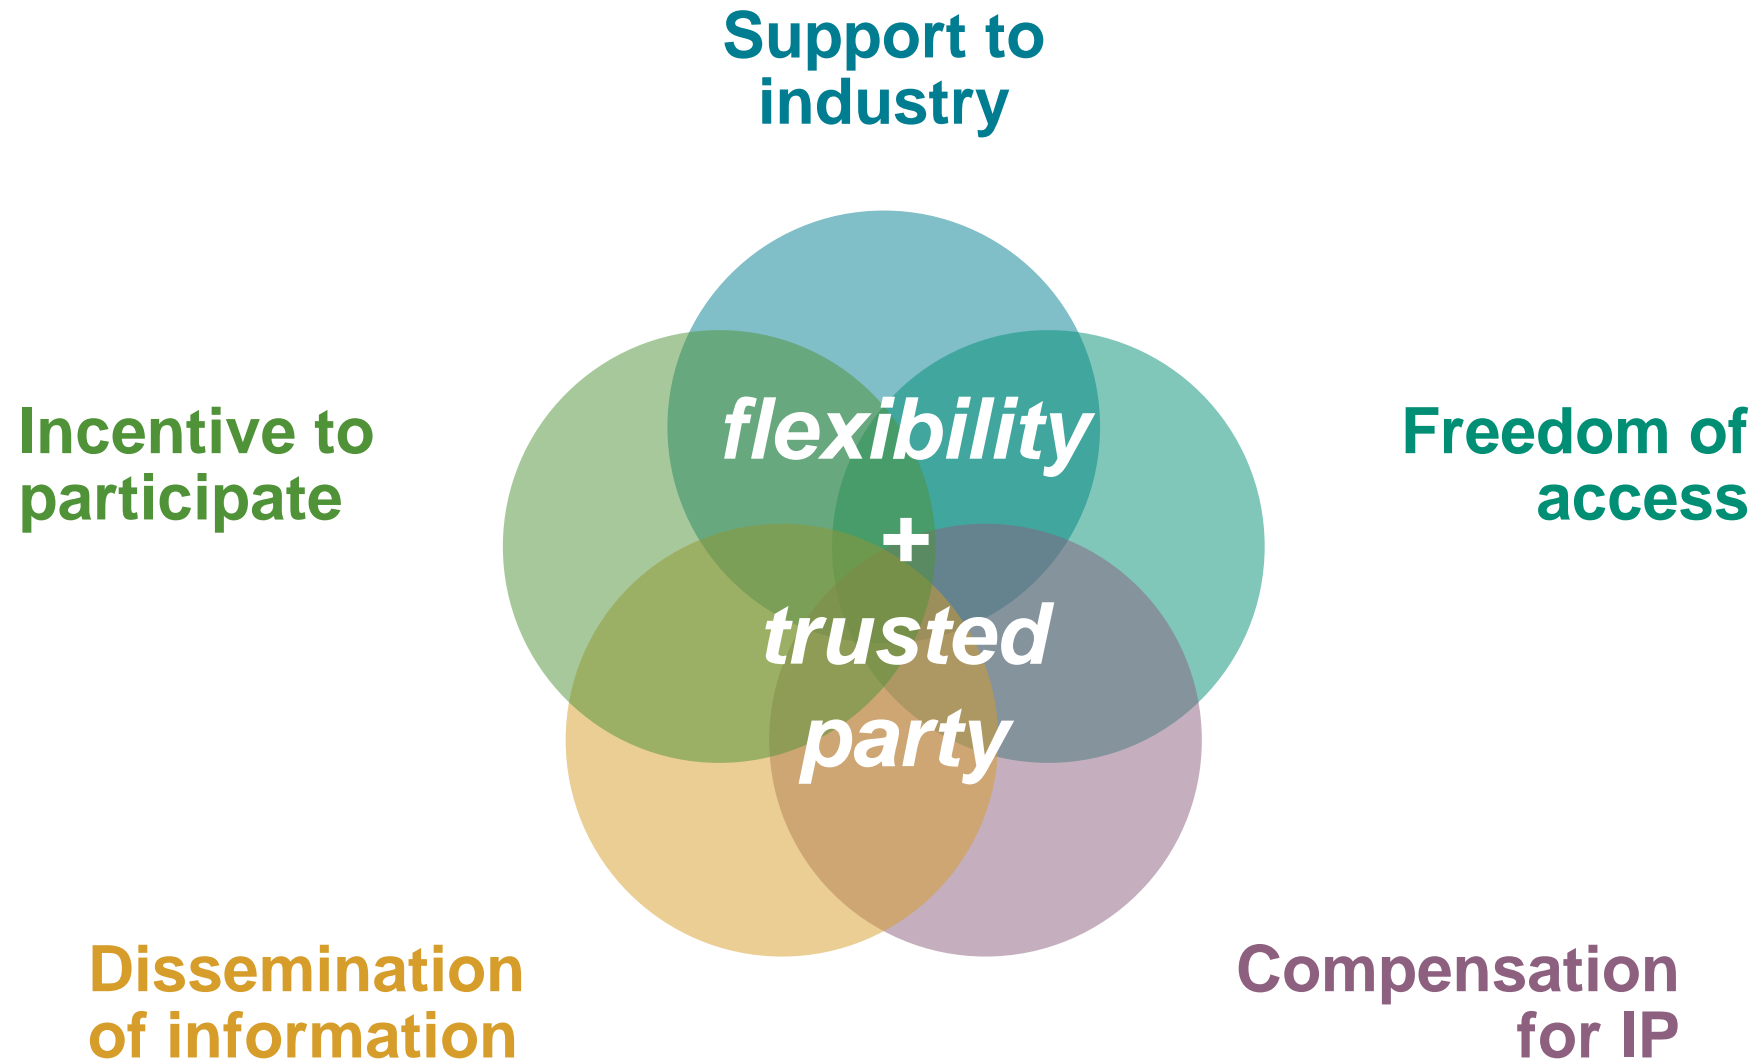 Support to
industry
Incentive to
participate
flexibility
+
trusted
party
Freedom of
access
Dissemination
of information
Compensation
for IP